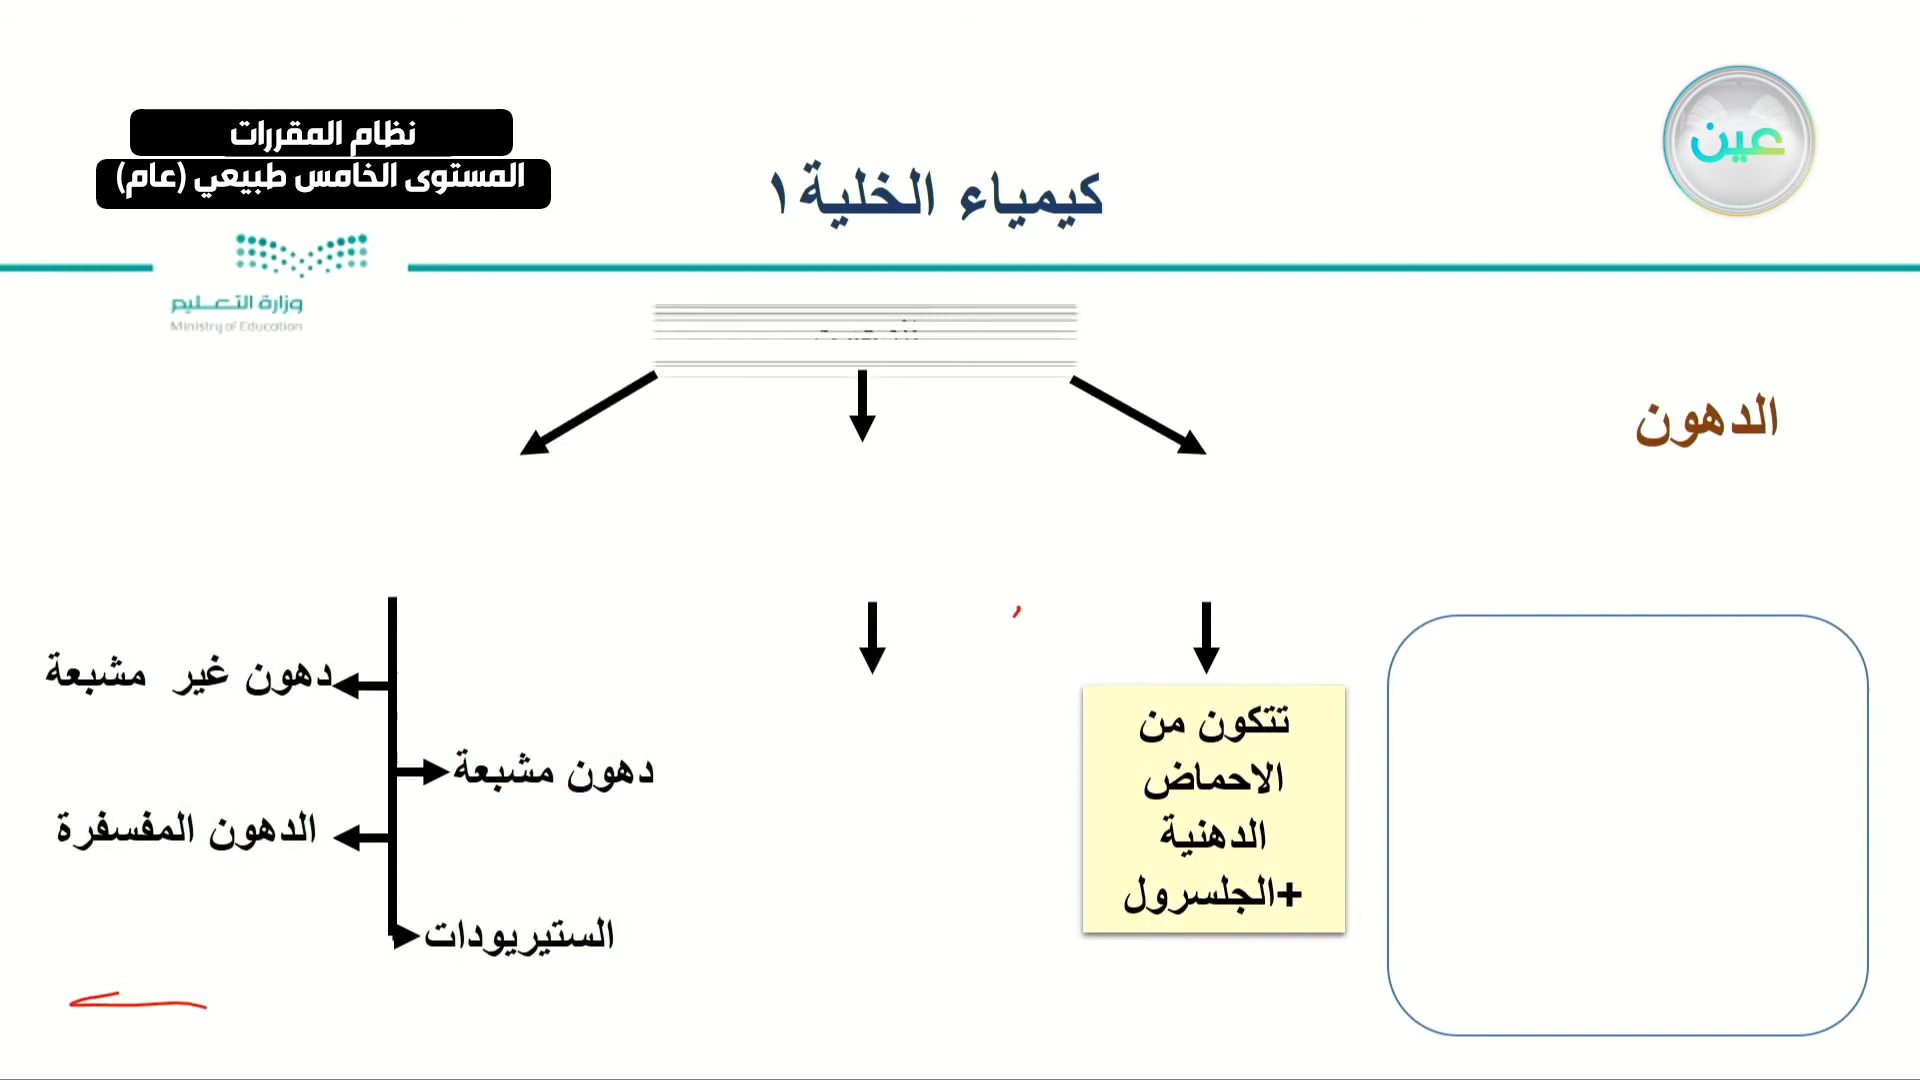 عين
نظام المقررات
المستوى الخامس طبيعي (عام)
كيمياء الخلية ١
وزارة التعليم
Ministry of Education
الدهون
دهون غير مشبعة
دهون مشبعة
الدهون المفسفرة
الستيريودات
تتكون من
الاحماض
الدهنية
+الجلسرول